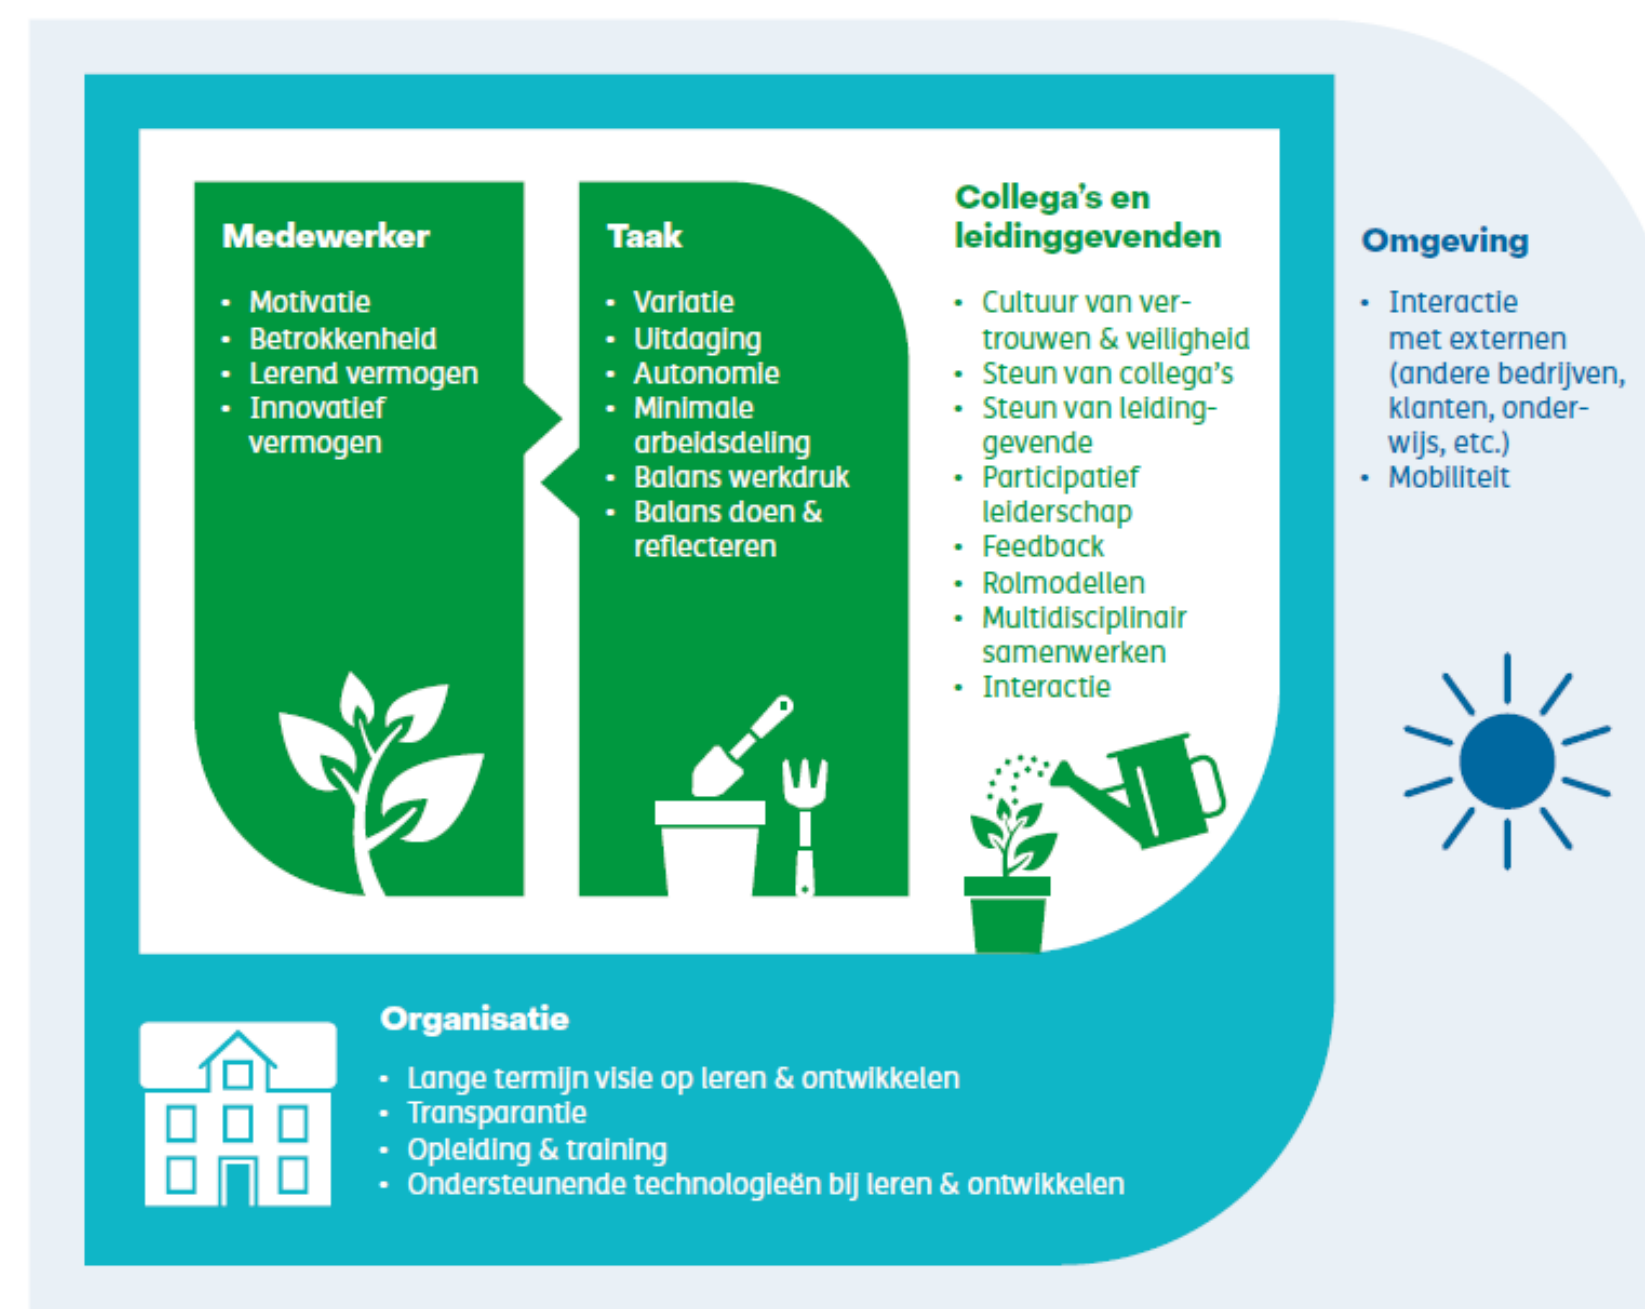 Medewerker
• Motivatie
• Betrokkenheid
• Lerend vermogen
• Innovatief
vermogen
Taak
• Variatie
• Uitdaging
• Autonomie
• Minimale
arbeidsdeling
• Balans werkdruk
• Balans doen &
reflecteren
Collega's en
leidinggevenden
• Cultuur van ver-
trouwen & veiligheid
• Steun van collega's
• Steun van leiding-
gevende
• Participatief
leiderschap
• Feedback
• Rolmodellen
• Multidisciplinair
samenwerken
• Interactie
Omgeving
• Interactie
met externen
(andere bedrijven,
klanten, onder-
wijs, etc.)
• Mobiliteit
Organisatie
• Lange termijn visie op leren & ontwikkelen
• Transparantie
• Opleiding & training
• Ondersteunende technologieën bij leren & ontwikkelen